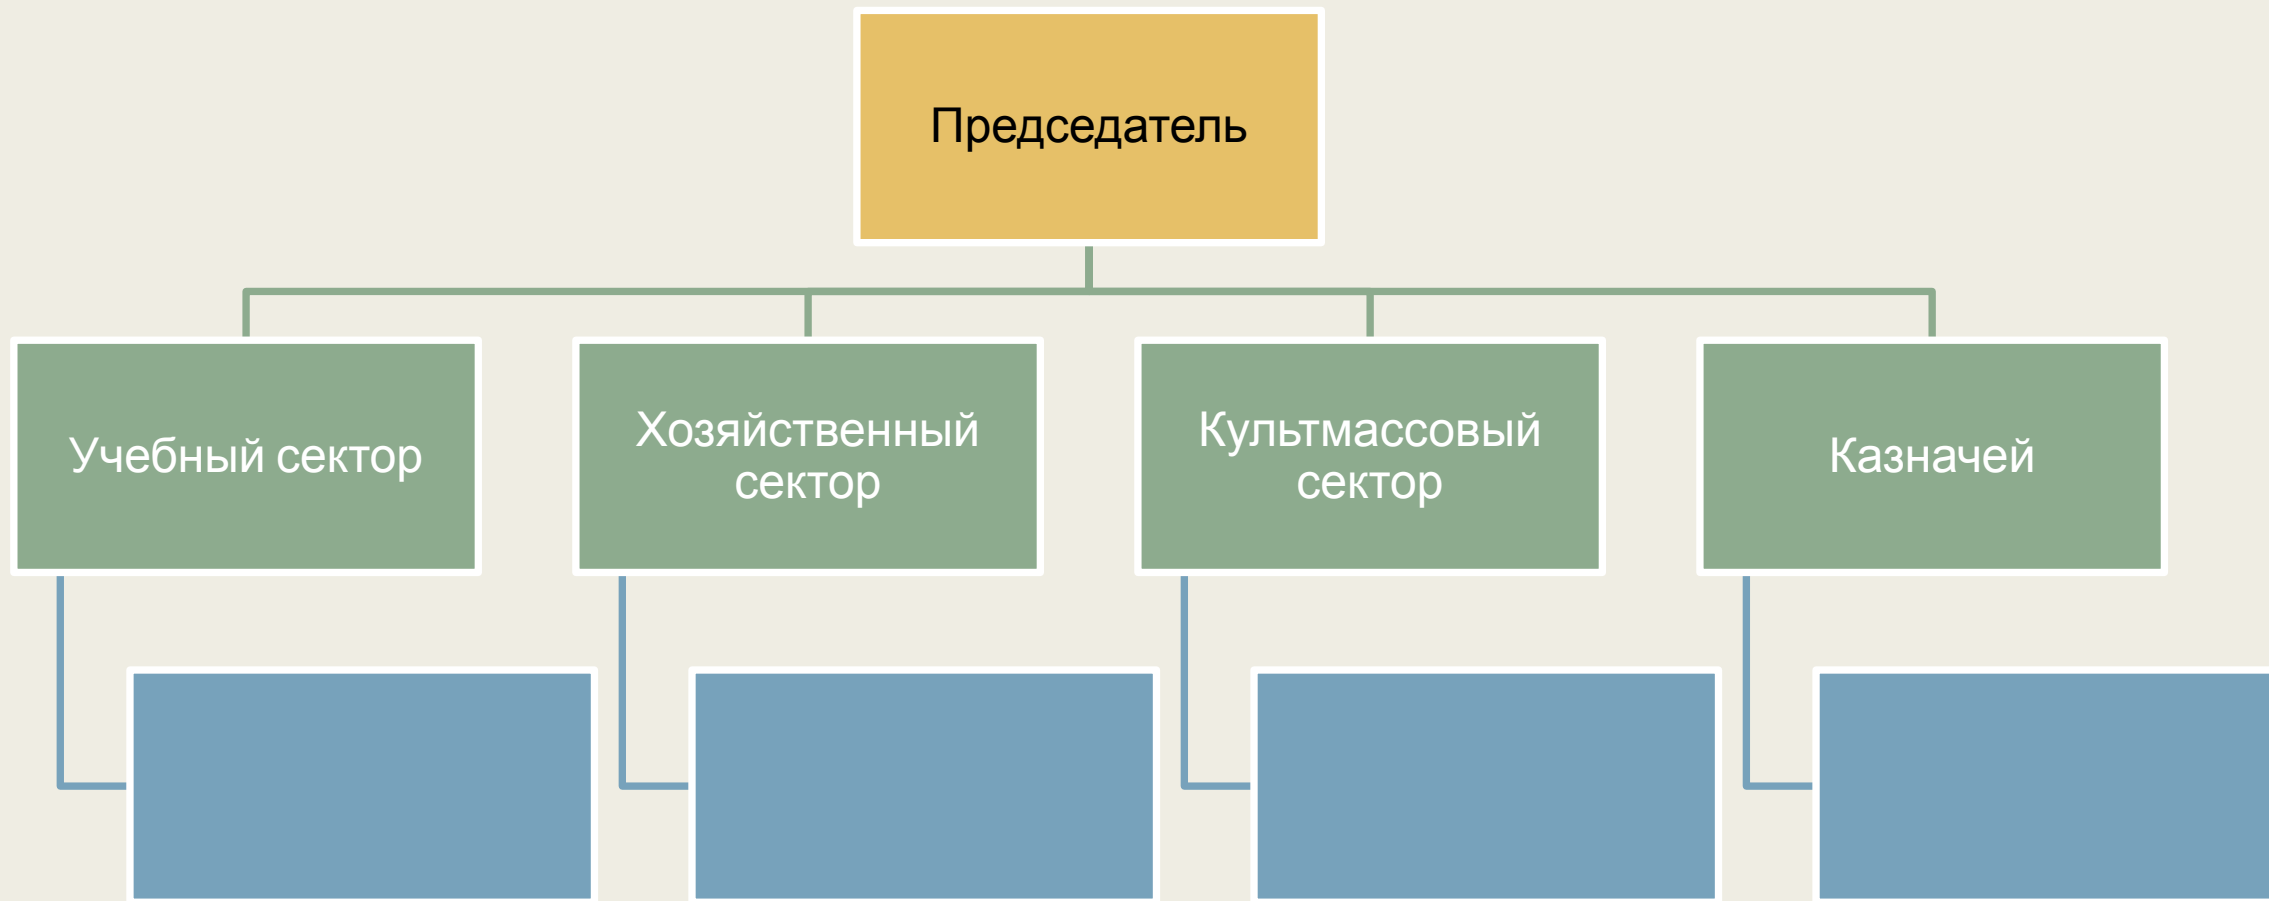 Председатель
Учебный сектор
Хозяйственный
сектор
Культмассовый
сектор
Казначей